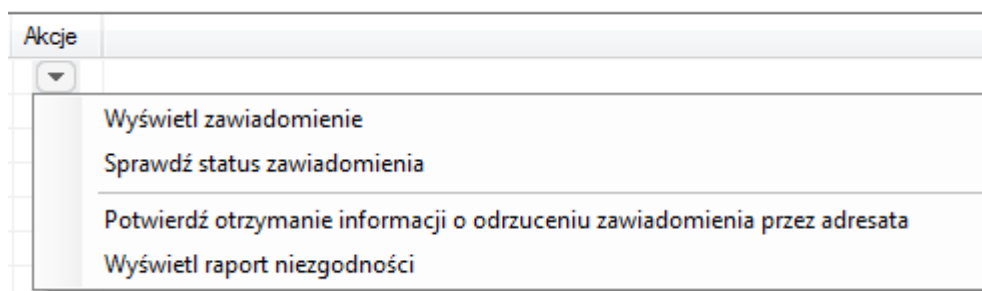 Akcje
Wyświetl zawiadomienie
Sprawdź status zawiadomienia
Potwierdź otrzymanie informacji o odrzuceniu zawiadomienia przez adresata
Wyświetl raport niezgodności